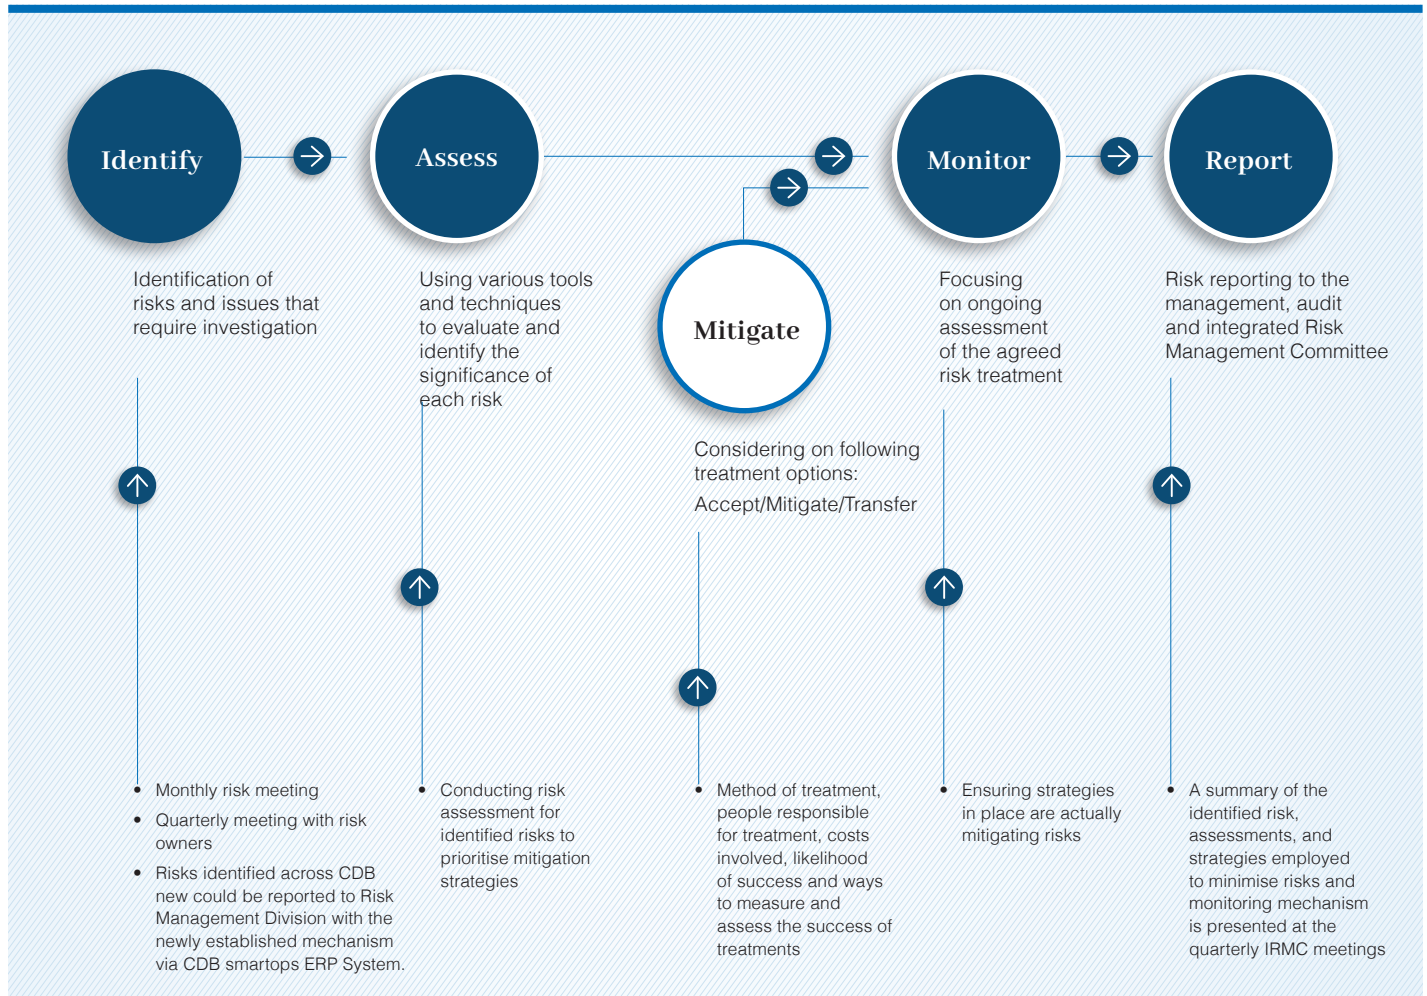 Identify
Assess
Monitor
Report
Mitigate
Identification of
risks and issues that
require investigation
Using various tools
and techniques
to evaluate and
identify the
significance of
each risk
Considering on following
treatment options:
Accept/Mitigate/Transfer
Focusing
on ongoing
assessment
of the agreed
risk treatment
Risk reporting to the
management, audit
and integrated Risk
Management Committee
• Monthly risk meeting
• Quarterly meeting with risk
owners
• Risks identified across CDB
new could be reported to Risk
Management Division with the
newly established mechanism
via CDB smartops ERP System.
• Conducting risk
assessment for
identified risks to
prioritise mitigation
strategies
• Method of treatment,
people responsible
for treatment, costs
involved, likelihood
of success and ways
to measure and
assess the success of
treatments
• Ensuring strategies
in place are actually
mitigating risks
• A summary of the
identified risk,
assessments, and
strategies employed
to minimise risks and
monitoring mechanism
is presented at the
quarterly IRMC meetings